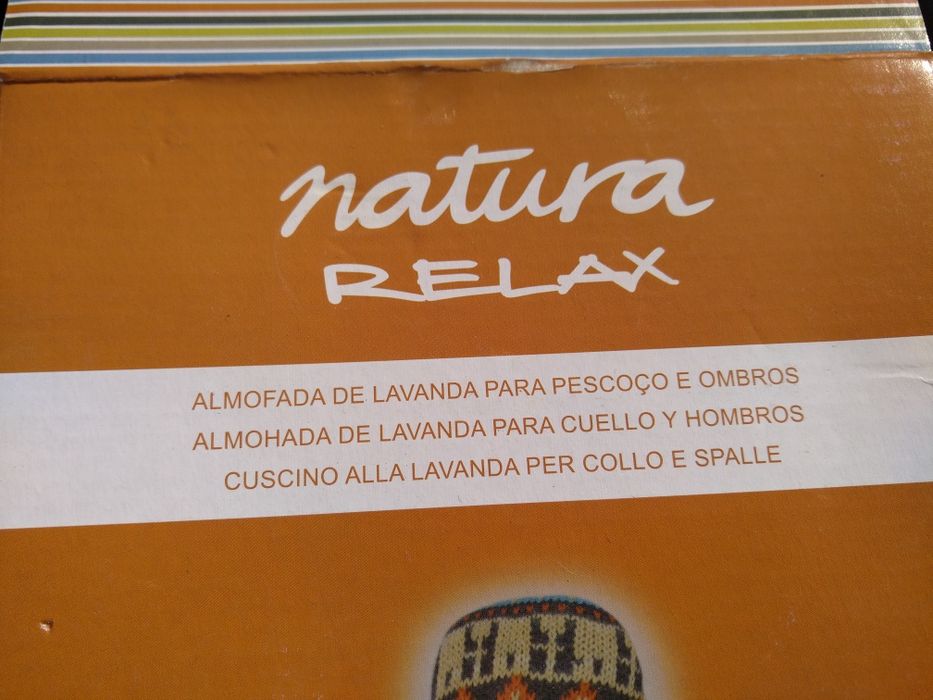 natura
RELAX
ALMOFADA DE LAVANDA PARA PESCOÇO E OMBROS
ALMOHADA DE LAVANDA PARA CUELLO Y HOMBROS
CUSCINO ALLA LAVANDA PER COLLO E SPALLE